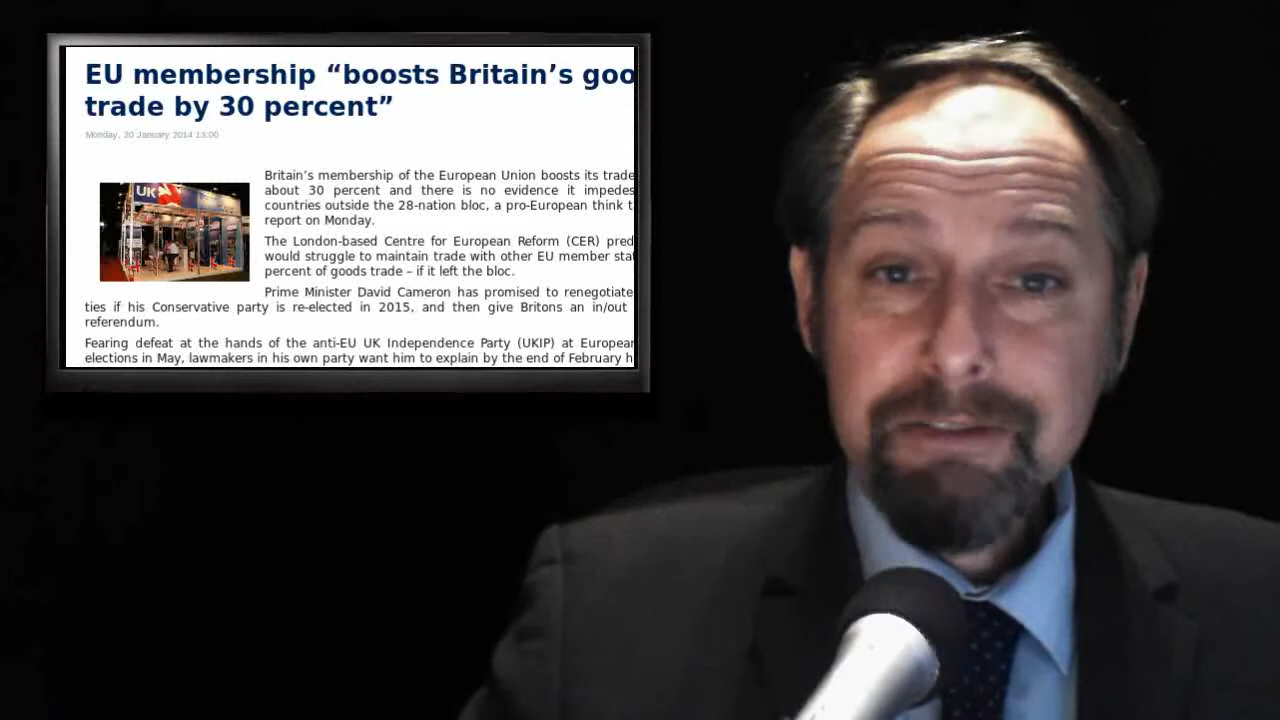 EU membership “boosts Britain’s goo
trade by 30 percent”
Monday, 20 January 2014 13:00
UK
Britain’s membership of the European Union boosts its trade
about 30 percent and there is no evidence it impedes
countries outside the 28-nation bloc, a pro-European think t
report on Monday.
The London-based Centre for European Reform (CER) pred
would struggle to maintain trade with other EU member sta
percent of goods trade – if it left the bloc.
Prime Minister David Cameron has promised to renegotiate
ties if his Conservative party is re-elected in 2015, and then give Britons an in/out
referendum.
Fearing defeat at the hands of the anti-EU UK Independence Party (UKIP) at European
elections in May, lawmakers in his own party want him to explain by the end of February h